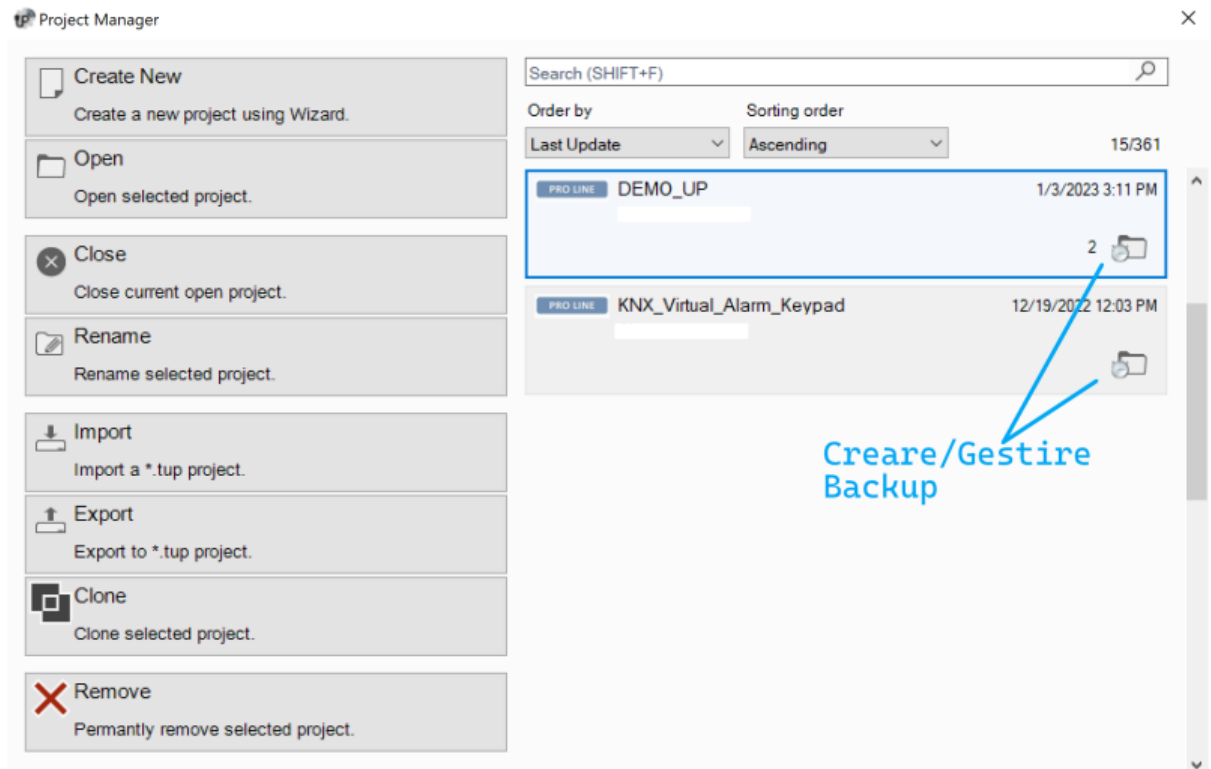 Project Manager
Create New
Create a new project using Wizard.
Open
Open selected project.
Close
Close current open project.
Rename
Rename selected project.
Import
Import a *.tup project.
Export
Export to *.tup project.
Clone
Clone selected project.
Remove
Permantly remove selected project.
Search (SHIFT+F)
Order by Sorting order
Last Update Ascending 15/361
PRO LINE DEMO_UP 1/3/2023 3:11 PM
2
PRO LINE KNX_Virtual_Alarm_Keypad 12/19/2022 12:03 PM
Creare/Gestire
Backup